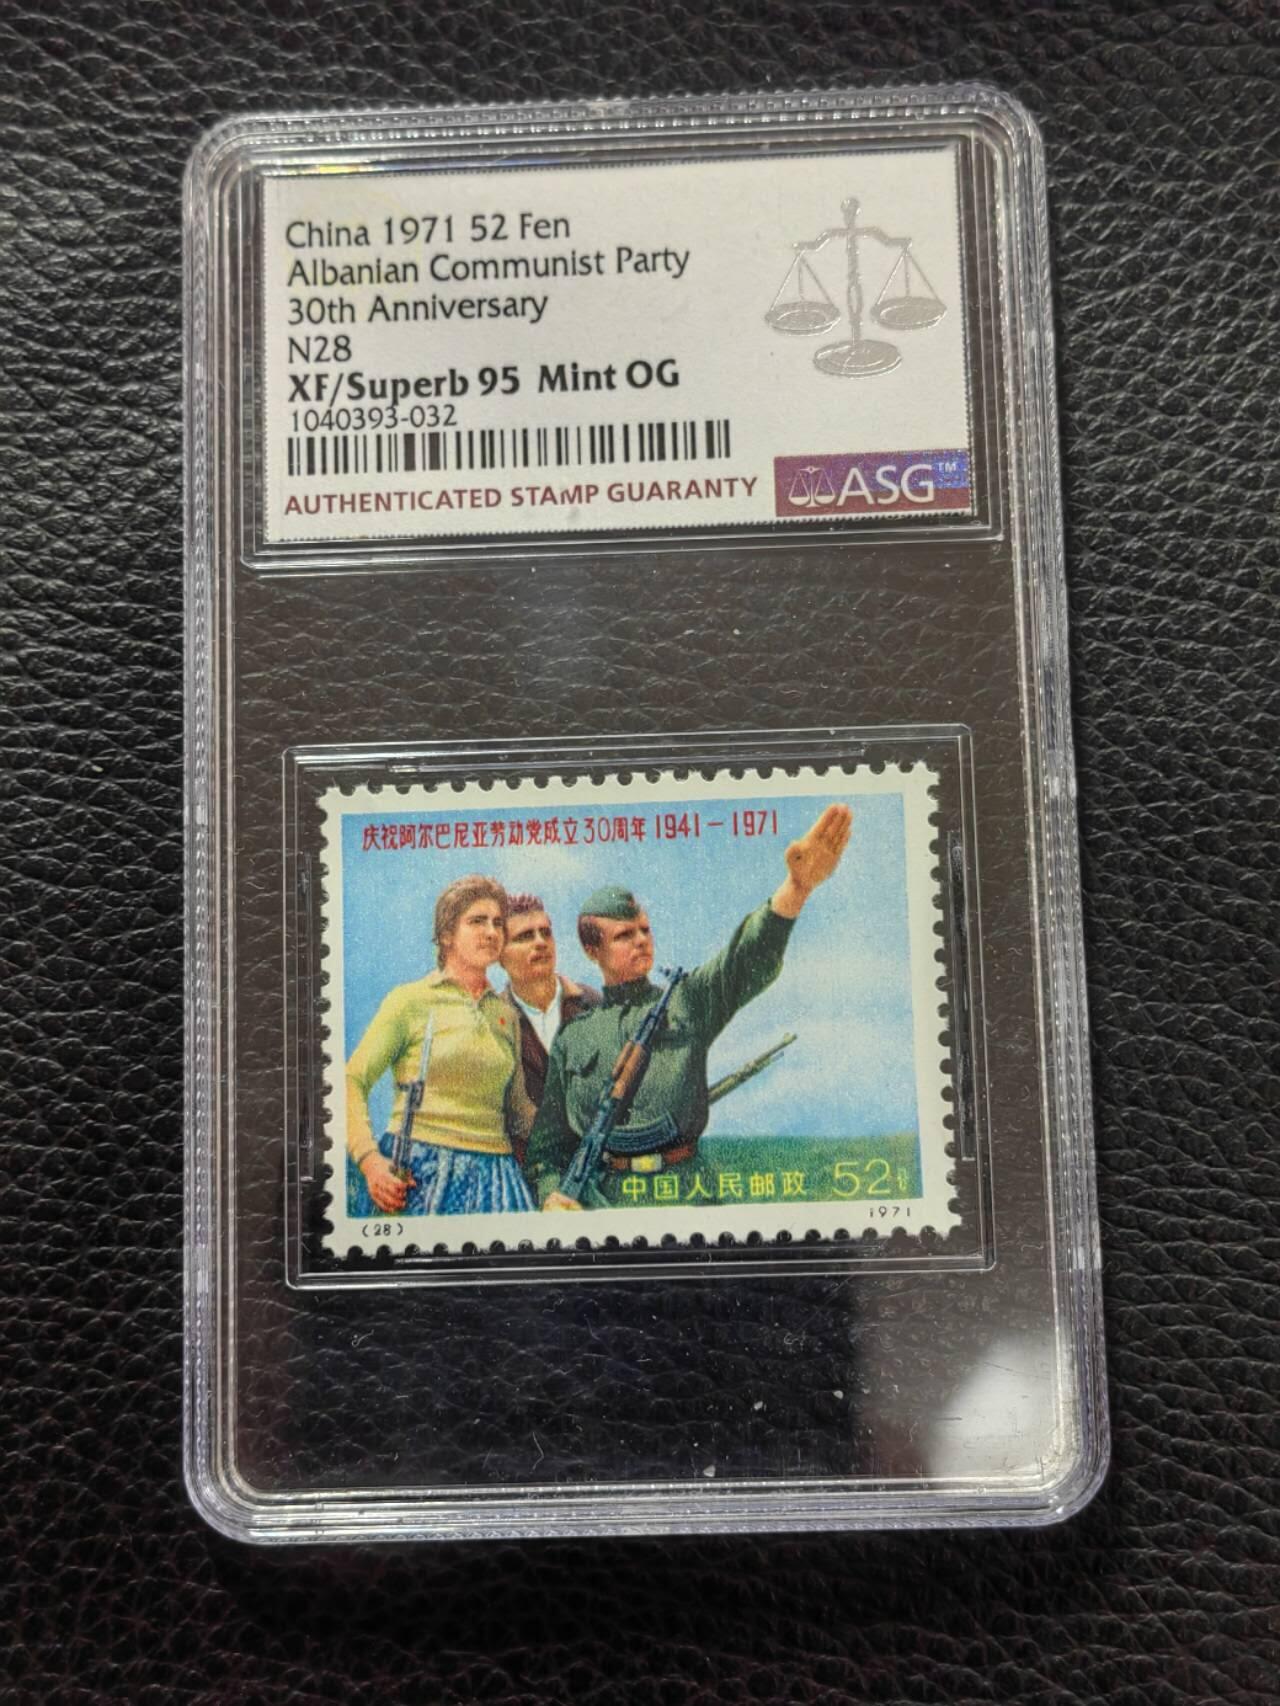 China 1971 52 Fen
Albanian Communist Party
30th Anniversary
N28
XF/Superb 95 Mint OG
1040393-032
AUTHENTICATED STAMP GUARANTY
ASG™
庆祝阿尔巴尼亚劳动党成立30周年 1941-1971
中国人民邮政 52分
(28)
1971